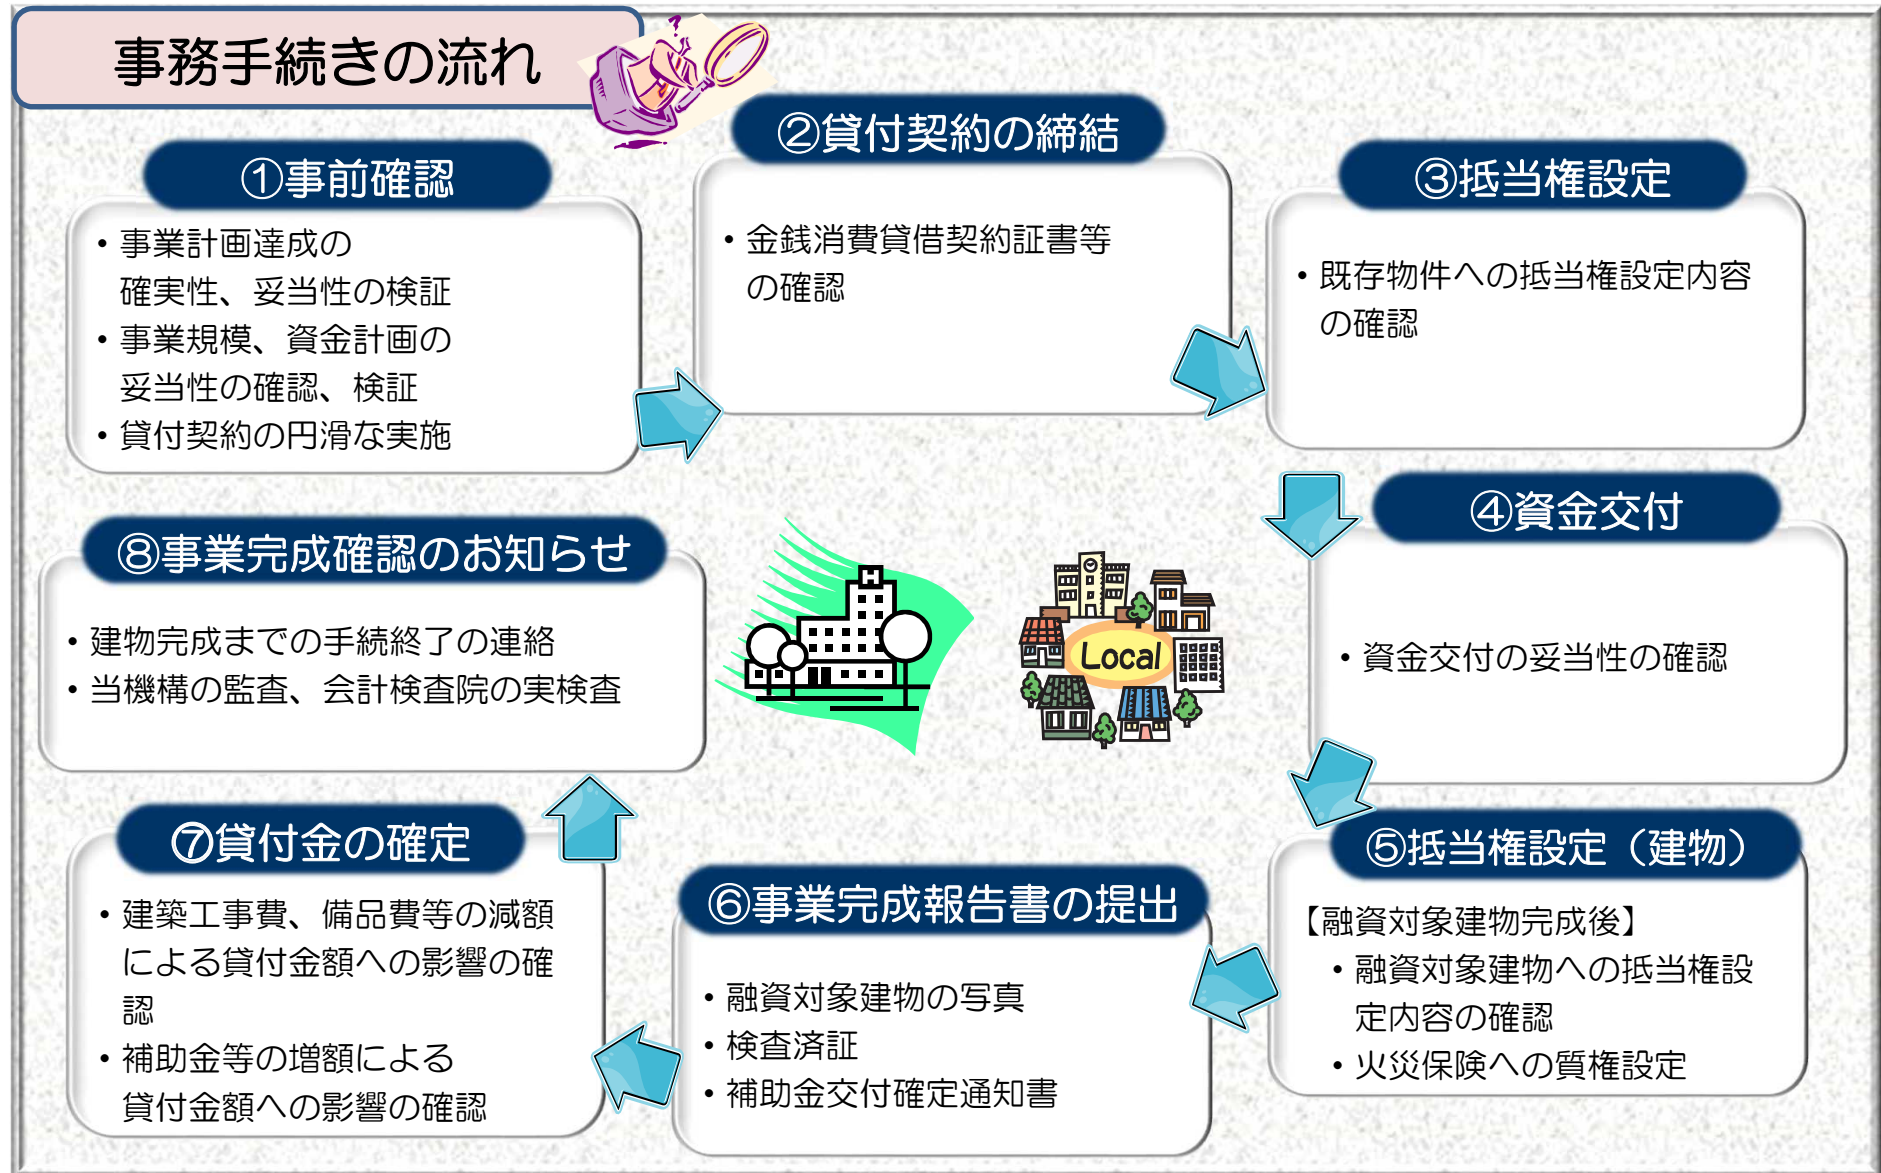 事務手続きの流れ
①事前確認
・事業計画達成の
確実性、妥当性の検証
・事業規模、資金計画の
妥当性の確認、検証
・貸付契約の円滑な実施
②貸付契約の締結
・金銭消費貸借契約証書等
の確認
③抵当権設定
・既存物件への抵当権設定内容
の確認
④資金交付
・資金交付の妥当性の確認
⑤抵当権設定（建物）
【融資対象建物完成後】
・融資対象建物への抵当権設
定内容の確認
・火災保険への質権設定
⑥事業完成報告書の提出
・融資対象建物の写真
・検査済証
・補助金交付確定通知書
⑦貸付金の確定
・建築工事費、備品費等の減額
による貸付金額への影響の確
認
・補助金等の増額による
貸付金額への影響の確認
⑧事業完成確認のお知らせ
・建物完成までの手続終了の連絡
・当機構の監査、会計検査院の実検査
Local